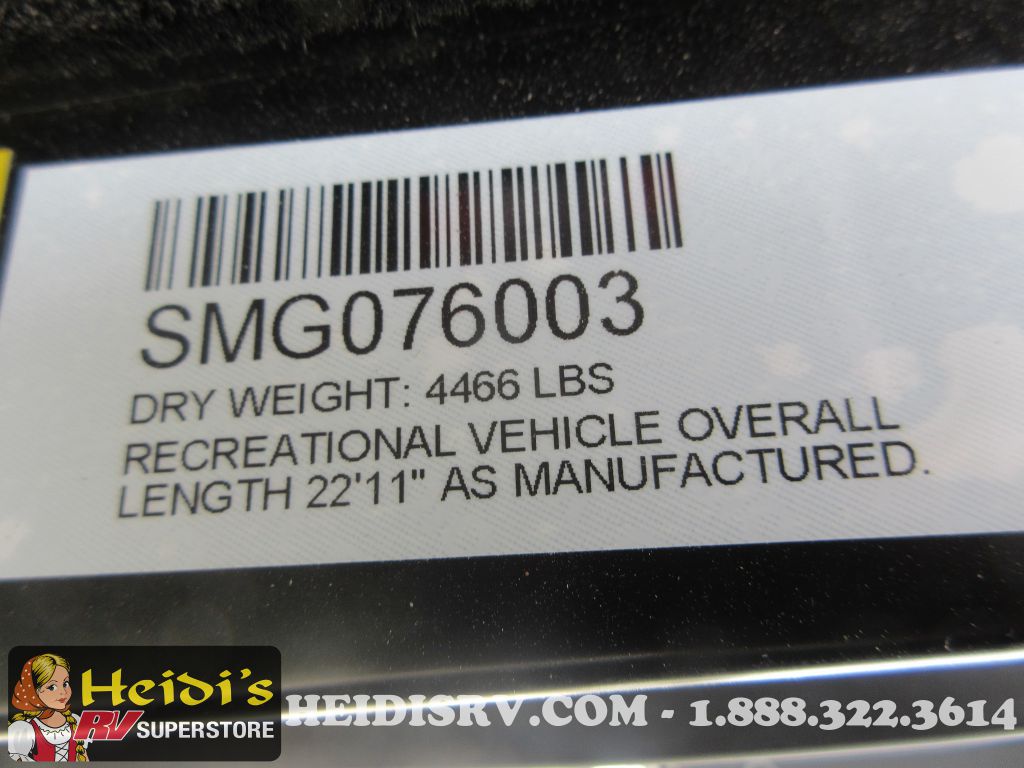 SMG076003
DRY WEIGHT: 4466 LBS
RECREATIONAL VEHICLE OVERALL
LENGTH 22'11" AS MANUFACTURED.
Heidi's
RV SUPERSTORE
HEIDISRV.COM - 1.888.322.3614